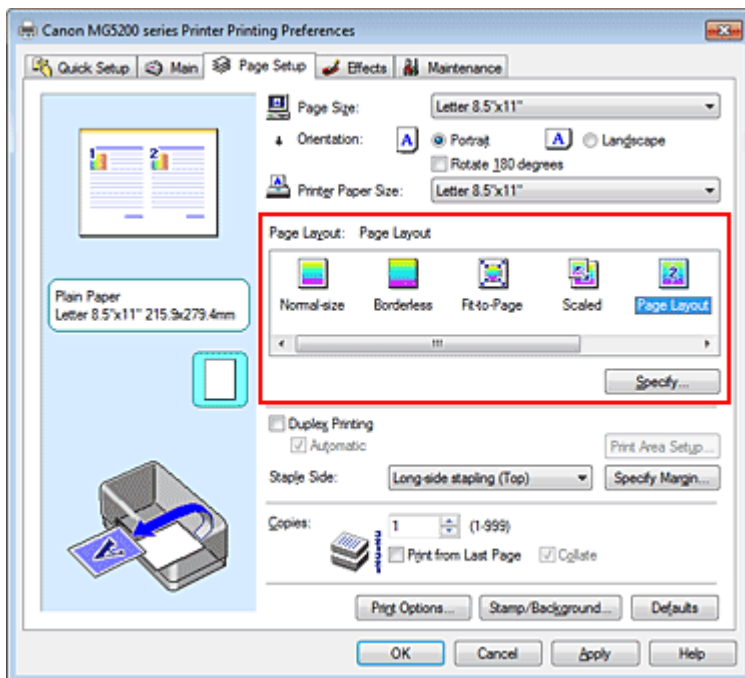 Canon MG5200 series Printer Printing Preferences
Quick Setup Main Page Setup Effects Maintenance
Page Size: Letter 8.5"x11"
Orientation: A Portrait A Landscape
Rotate 180 degrees
Printer Paper Size: Letter 8.5"x11"
1 2
Page Layout: Page Layout
Normal-size Borderless Fit-to-Page Scaled Page Layout
Plain Paper
Letter 8.5"x11" 215.9x279.4mm
Specify...
Duplex Printing
Automatic Print Area Setup...
Staple Side: Long-side stapling (Top) Specify Margin...
Copies: 1 (1-999)
Print from Last Page Collate
Print Options... Stamp/Background... Defaults
OK Cancel Apply Help